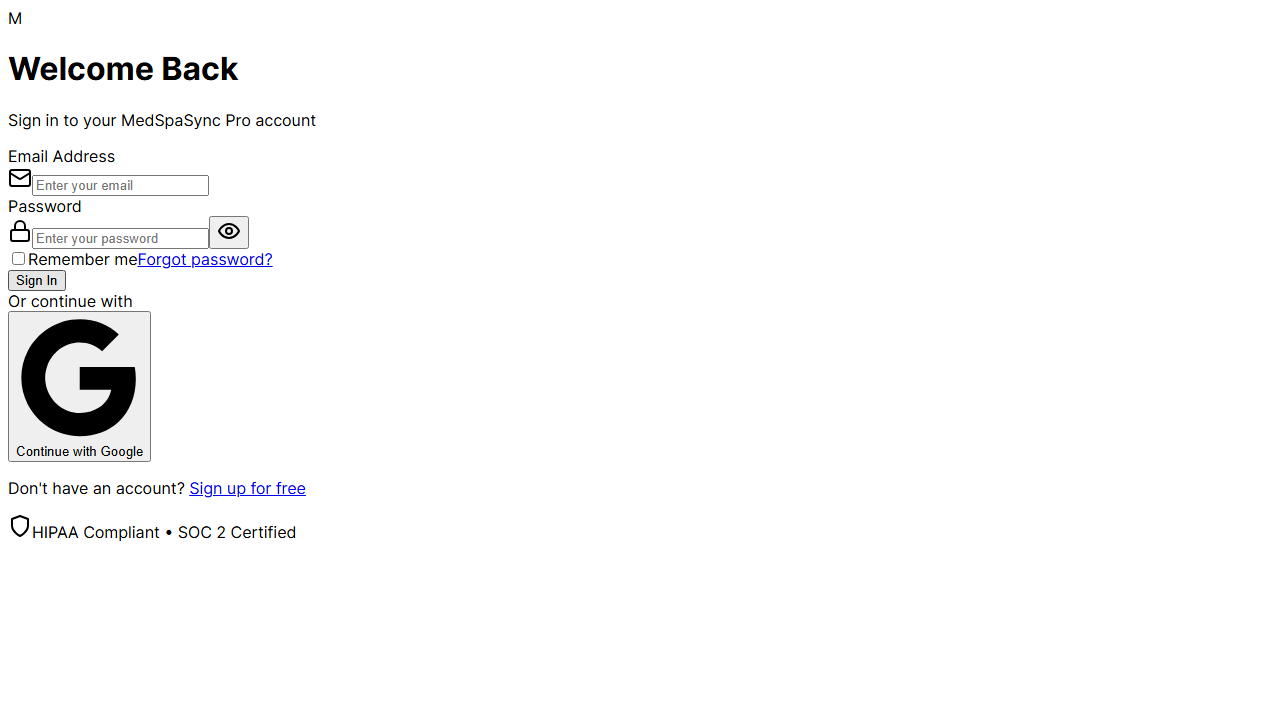 M
Welcome Back
Sign in to your MedSpaSync Pro account
Email Address
Enter your email
Password
Enter your password
Remember meForgot password?
Sign In
Or continue with
Continue with Google
Don't have an account? Sign up for free
HIPAA Compliant • SOC 2 Certified